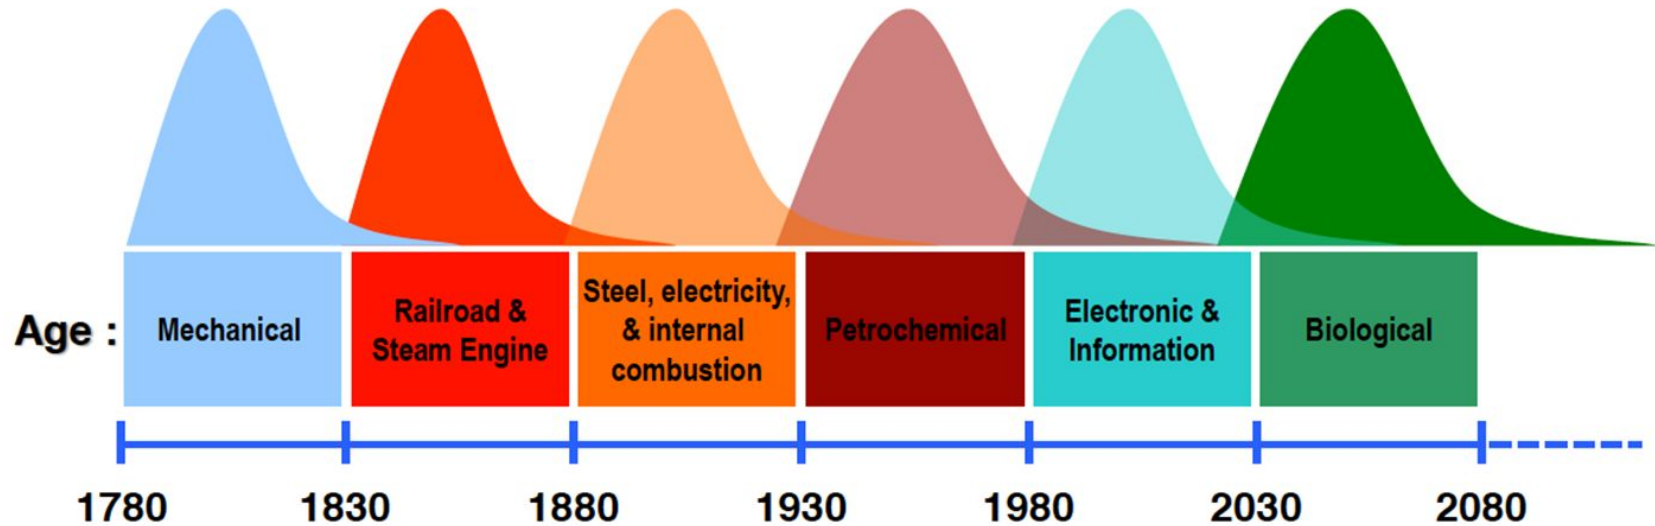 Age :
Mechanical
Railroad &
Steam Engine
Steel, electricity,
& internal
combustion
Petrochemical
Electronic &
Information
Biological
1780 1830 1880 1930 1980 2030 2080